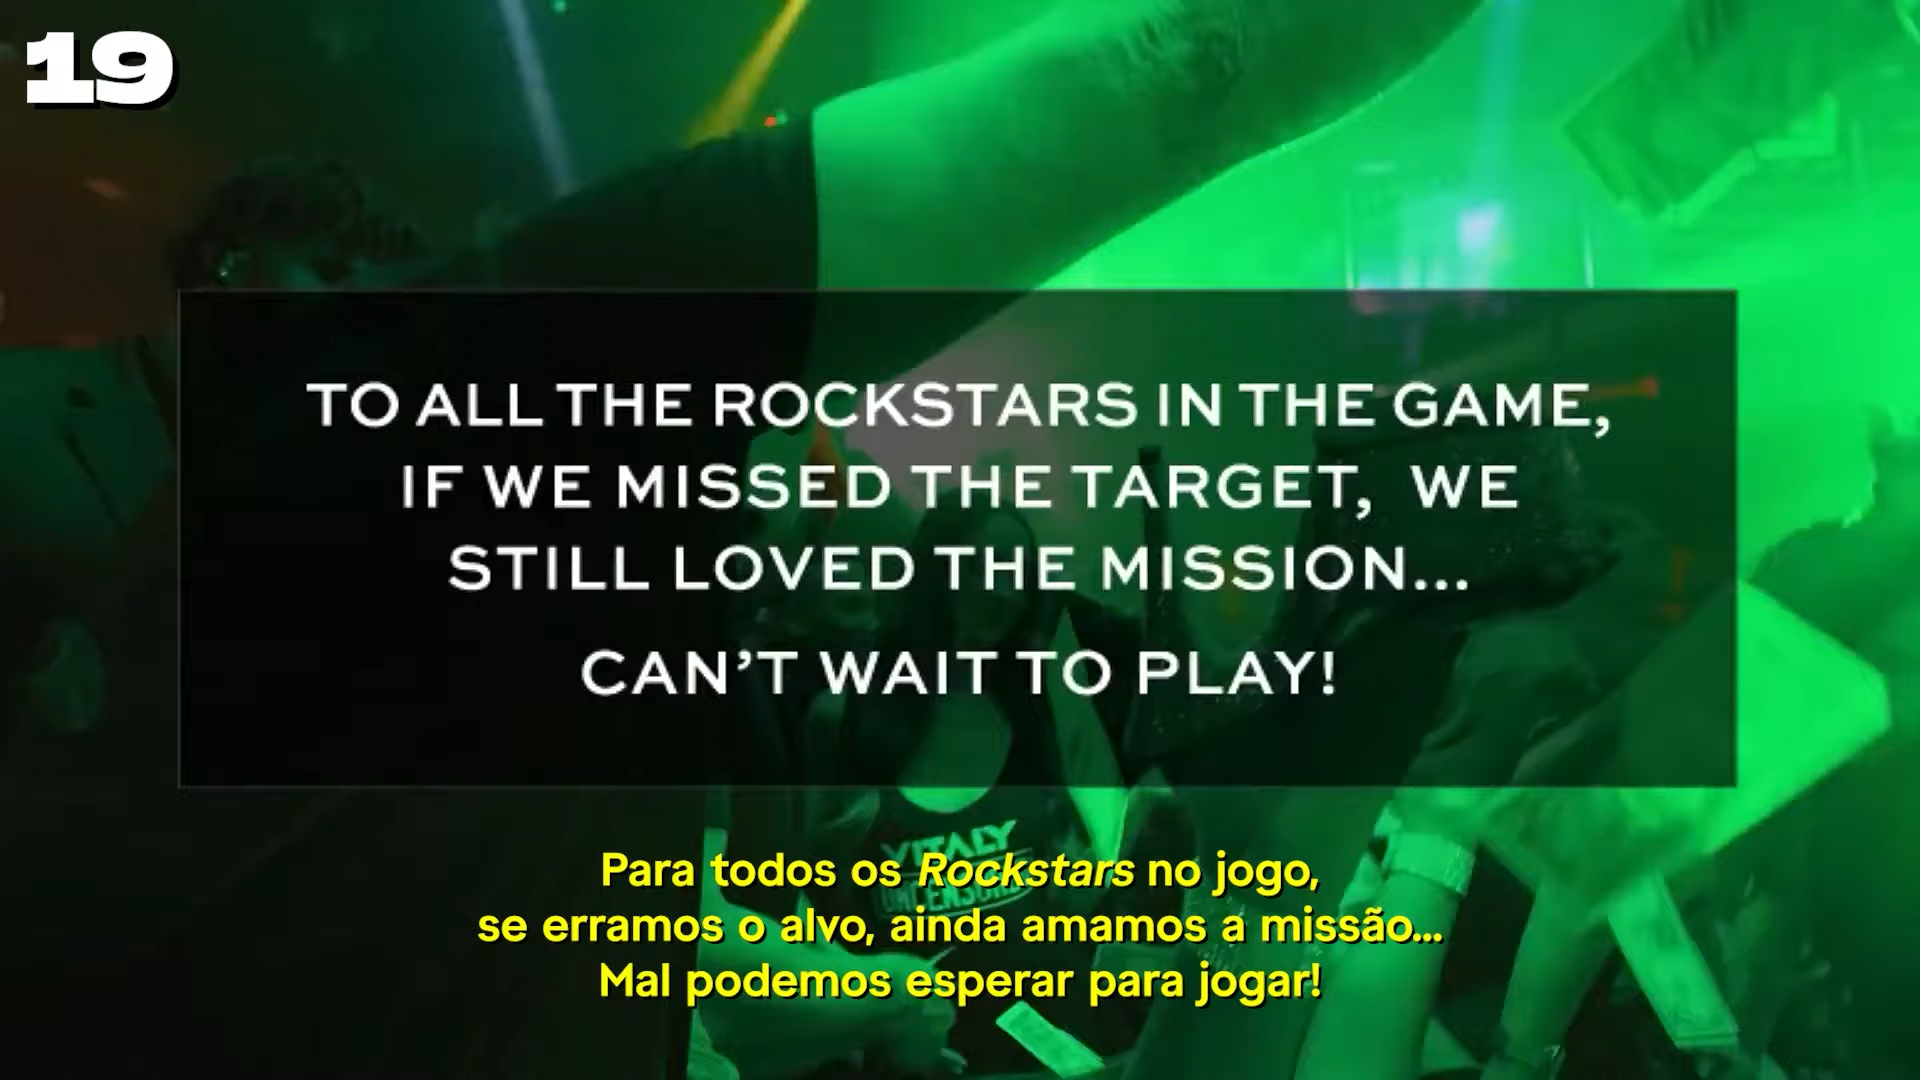 19
TO ALL THE ROCKSTARS IN THE GAME,
IF WE MISSED THE TARGET, WE
STILL LOVED THE MISSION...
CAN'T WAIT TO PLAY!
VITALY
UNCENSORED
Para todos os Rockstars no jogo,
se erramos o alvo, ainda amamos a missão...
Mal podemos esperar para jogar!